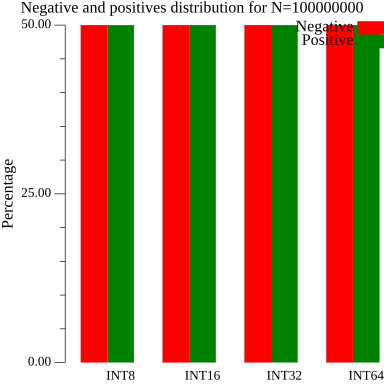 Negative and positives distribution for N=100000000
Negative
Positive
50.00
25.00
0.00
Percentage
INT8
INT16
INT32
INT64